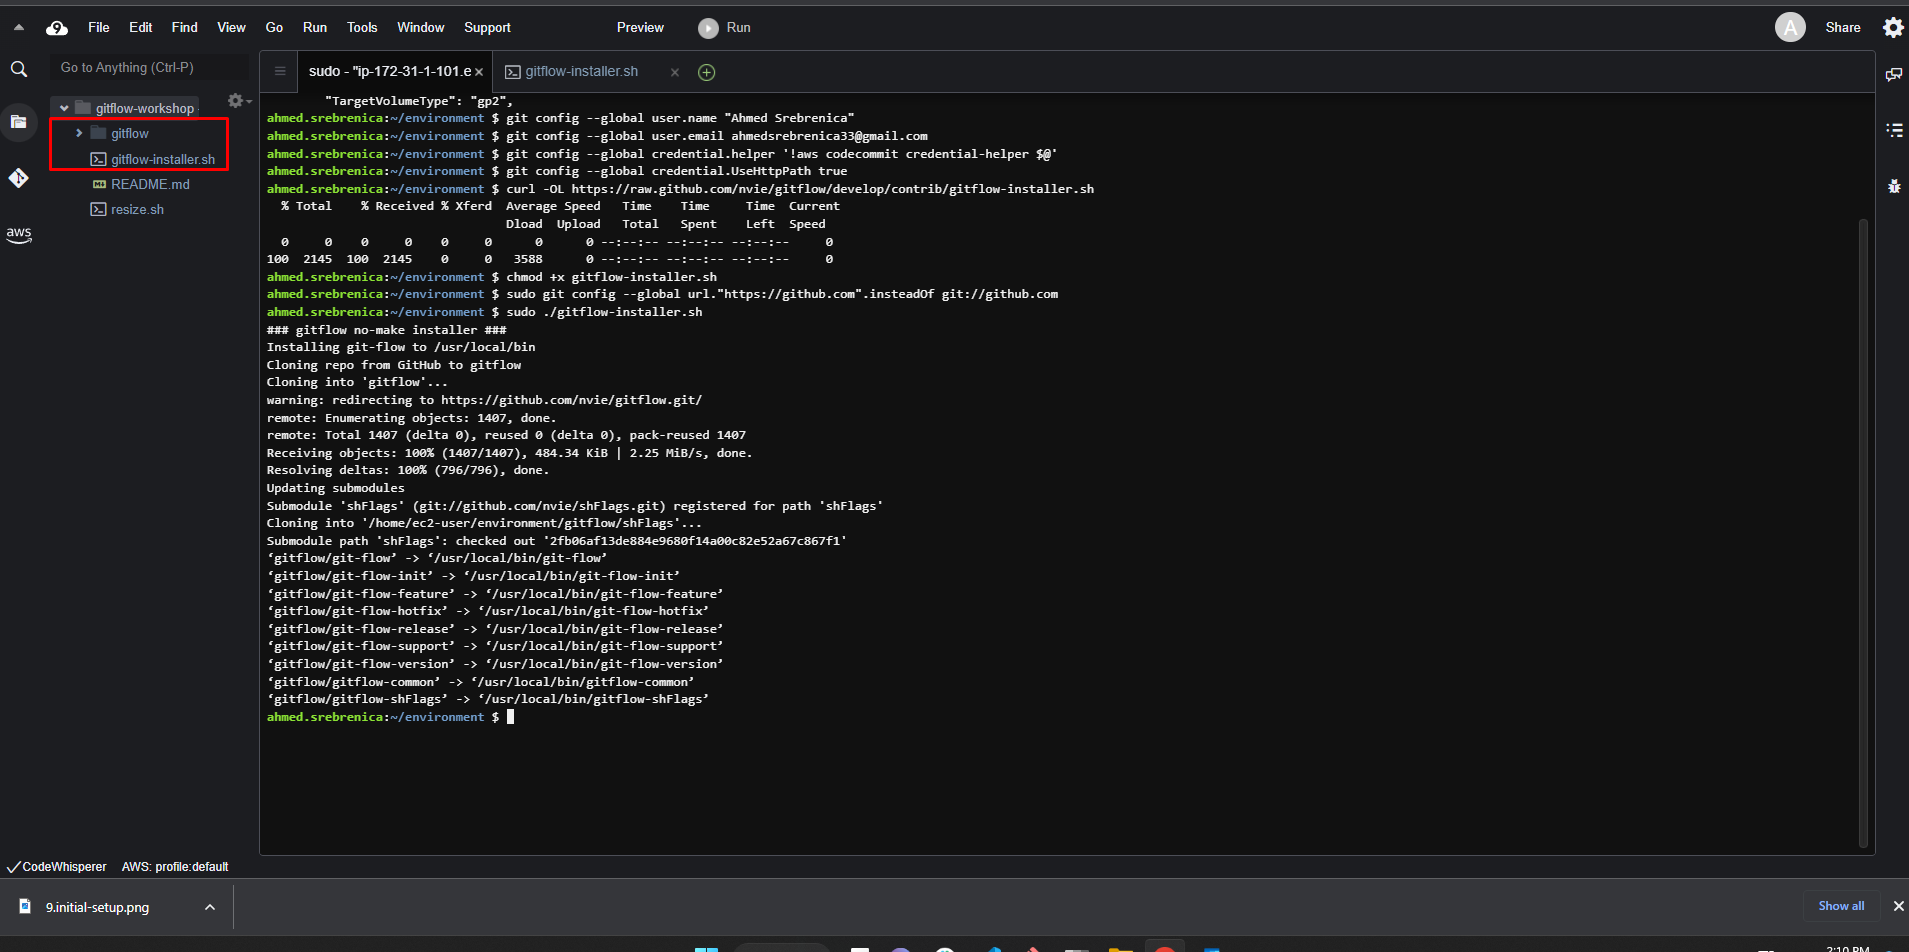 File Edit Find View Go Run Tools Window Support Preview Run A Share
Go to Anything (Ctrl-P)
sudo - "ip-172-31-1-101.e × gitflow-installer.sh ×
gitflow-workshop
gitflow
gitflow-installer.sh
README.md
resize.sh
aws
"TargetVolumeType": "gp2",
ahmed.srebrenica:~/environment $ git config --global user.name "Ahmed Srebrenica"
ahmed.srebrenica:~/environment $ git config --global user.email ahmedsrebrenica33@gmail.com
ahmed.srebrenica:~/environment $ git config --global credential.helper '!aws codecommit credential-helper $@'
ahmed.srebrenica:~/environment $ git config --global credential.UseHttpPath true
ahmed.srebrenica:~/environment $ curl -OL https://raw.github.com/nvie/gitflow/develop/contrib/gitflow-installer.sh
% Total % Received % Xferd Average Speed Time Time Time Current
Dload Upload Total Spent Left Speed
0 0 0 0 0 0 0 0 --:--:-- --:--:-- --:--:-- 0
100 2145 100 2145 0 0 3588 0 --:--:-- --:--:-- --:--:-- 0
ahmed.srebrenica:~/environment $ chmod +x gitflow-installer.sh
ahmed.srebrenica:~/environment $ sudo git config --global url."https://github.com".insteadOf git://github.com
ahmed.srebrenica:~/environment $ sudo ./gitflow-installer.sh
### gitflow no-make installer ###
Installing git-flow to /usr/local/bin
Cloning repo from GitHub to gitflow
Cloning into 'gitflow'...
warning: redirecting to https://github.com/nvie/gitflow.git/
remote: Enumerating objects: 1407, done.
remote: Total 1407 (delta 0), reused 0 (delta 0), pack-reused 1407
Receiving objects: 100% (1407/1407), 484.34 KiB | 2.25 MiB/s, done.
Resolving deltas: 100% (796/796), done.
Updating submodules
Submodule 'shFlags' (git://github.com/nvie/shFlags.git) registered for path 'shFlags'
Cloning into '/home/ec2-user/environment/gitflow/shFlags'...
Submodule path 'shFlags': checked out '2fb06af13de884e9680f14a00c82e52a67c867f1'
‘gitflow/git-flow’ -> ‘/usr/local/bin/git-flow’
‘gitflow/git-flow-init’ -> ‘/usr/local/bin/git-flow-init’
‘gitflow/git-flow-feature’ -> ‘/usr/local/bin/git-flow-feature’
‘gitflow/git-flow-hotfix’ -> ‘/usr/local/bin/git-flow-hotfix’
‘gitflow/git-flow-release’ -> ‘/usr/local/bin/git-flow-release’
‘gitflow/git-flow-support’ -> ‘/usr/local/bin/git-flow-support’
‘gitflow/git-flow-version’ -> ‘/usr/local/bin/git-flow-version’
‘gitflow/gitflow-common’ -> ‘/usr/local/bin/gitflow-common’
‘gitflow/gitflow-shFlags’ -> ‘/usr/local/bin/gitflow-shFlags’
ahmed.srebrenica:~/environment $
CodeWhisperer AWS: profile:default
9.initial-setup.png Show all
2:10 PM